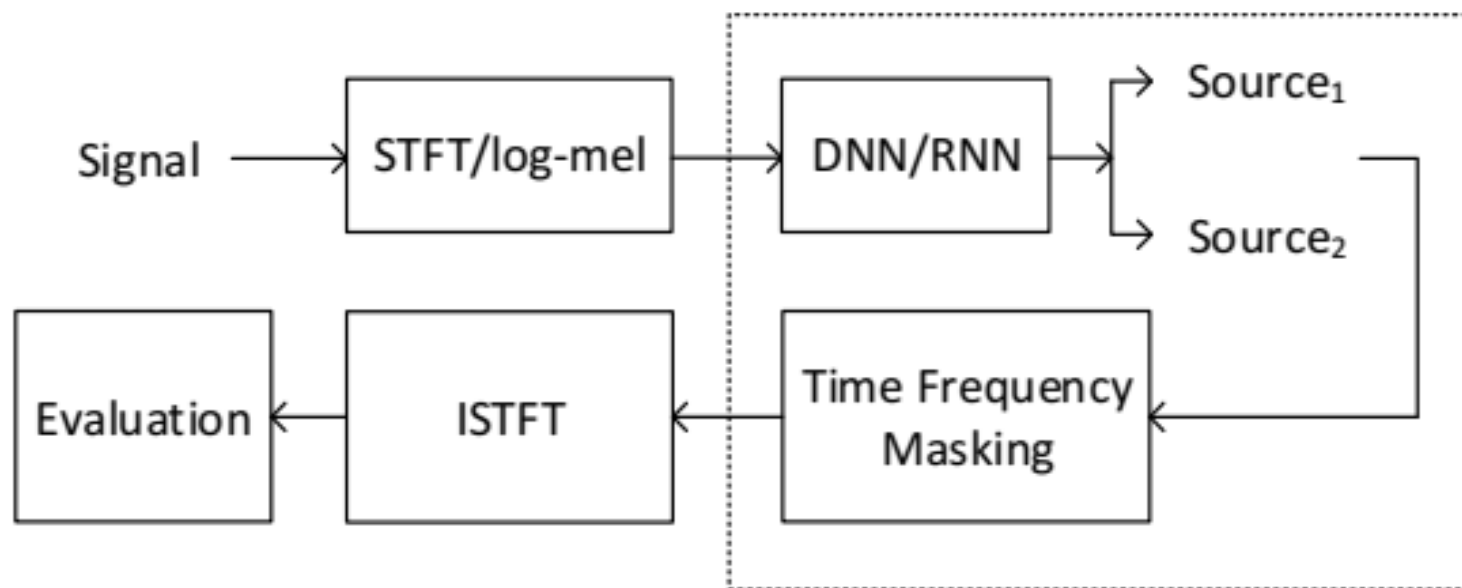 Signal
STFT/log-mel
DNN/RNN
Source₁
Source₂
Time Frequency
Masking
ISTFT
Evaluation